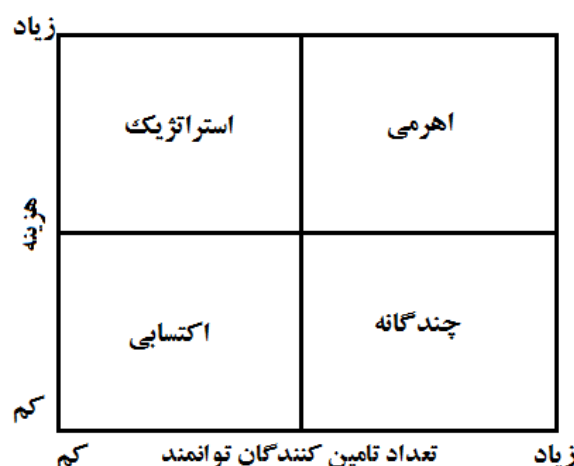 زیاد
استراتژیک
اهرمی
هزینه
اکتسابی
چندگانه
کم
کم
تعداد تامین کنندگان توانمند
زیاد